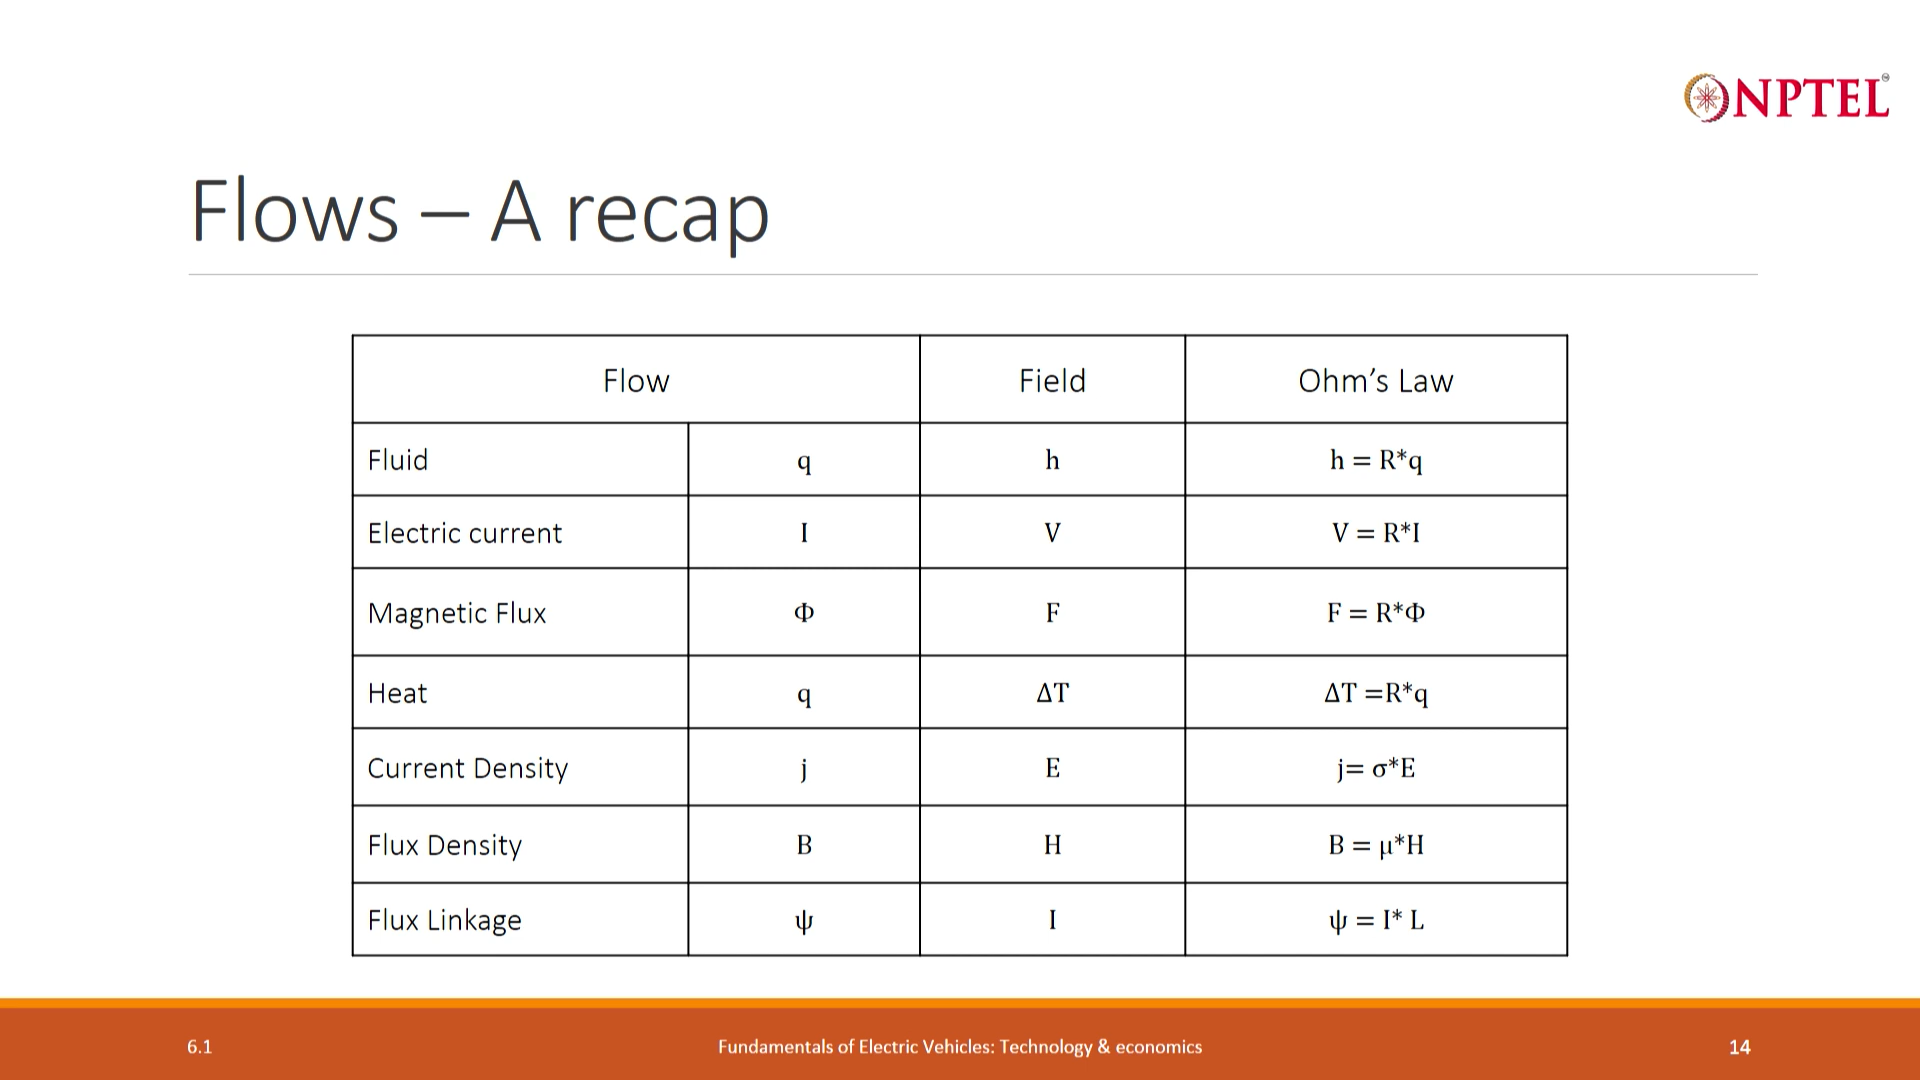 NPTEL
Flows – A recap
Flow Field Ohm's Law
Fluid q h h = R*q
Electric current I V V = R*I
Magnetic Flux Φ F F = R*Φ
Heat q ΔT ΔT =R*q
Current Density j E j= σ*E
Flux Density B H B = μ*H
Flux Linkage ψ I ψ = I* L
6.1 Fundamentals of Electric Vehicles: Technology & economics 14